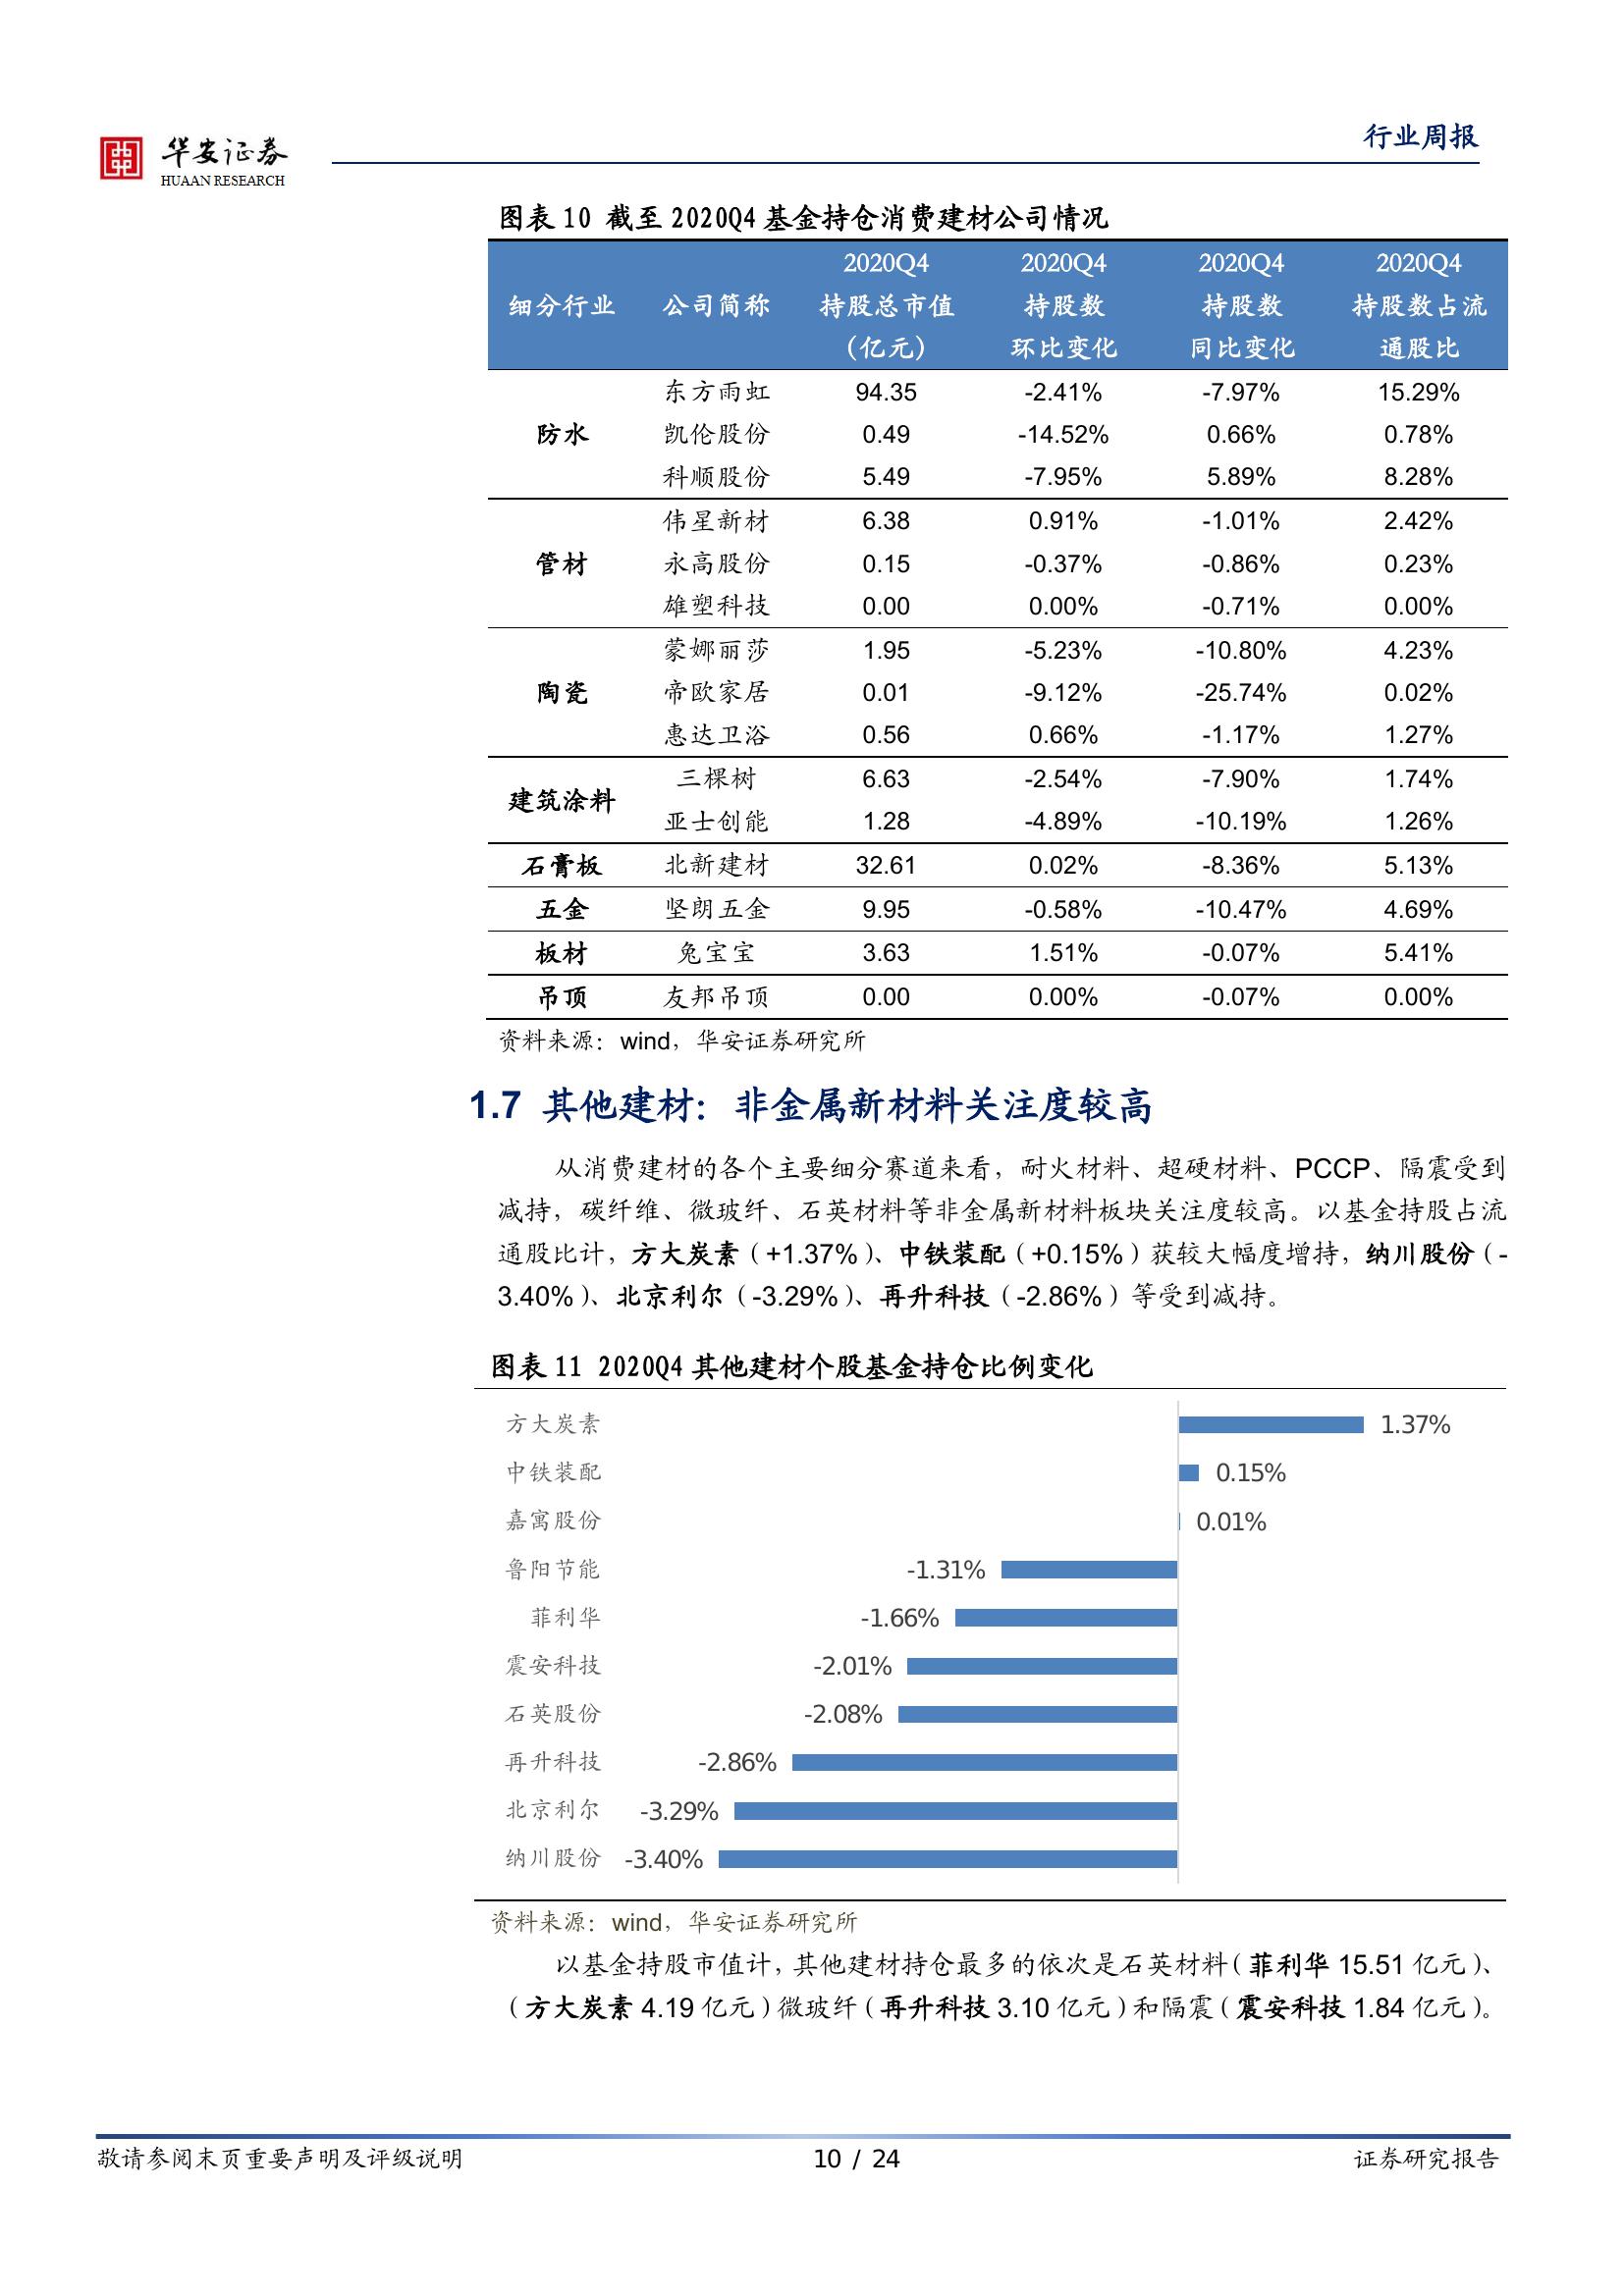 华安证券
HUAAN RESEARCH
行业周报
图表 10 截至 2020Q4 基金持仓消费建材公司情况
细分行业 公司简称 2020Q4 持股总市值 (亿元) 2020Q4 持股数 环比变化 2020Q4 持股数 同比变化 2020Q4 持股数占流 通股比
防水 东方雨虹 94.35 -2.41% -7.97% 15.29%
凯伦股份 0.49 -14.52% 0.66% 0.78%
科顺股份 5.49 -7.95% 5.89% 8.28%
管材 伟星新材 6.38 0.91% -1.01% 2.42%
永高股份 0.15 -0.37% -0.86% 0.23%
雄塑科技 0.00 0.00% -0.71% 0.00%
陶瓷 蒙娜丽莎 1.95 -5.23% -10.80% 4.23%
帝欧家居 0.01 -9.12% -25.74% 0.02%
惠达卫浴 0.56 0.66% -1.17% 1.27%
建筑涂料 三棵树 6.63 -2.54% -7.90% 1.74%
亚士创能 1.28 -4.89% -10.19% 1.26%
石膏板 北新建材 32.61 0.02% -8.36% 5.13%
五金 坚朗五金 9.95 -0.58% -10.47% 4.69%
板材 兔宝宝 3.63 1.51% -0.07% 5.41%
吊顶 友邦吊顶 0.00 0.00% -0.07% 0.00%
资料来源：wind，华安证券研究所
1.7 其他建材：非金属新材料关注度较高
从消费建材的各个主要细分赛道来看，耐火材料、超硬材料、PCCP、隔震受到
减持，碳纤维、微玻纤、石英材料等非金属新材料板块关注度较高。以基金持股占流
通股比计，方大炭素（+1.37%）、中铁装配（+0.15%）获较大幅度增持，纳川股份（-
3.40%）、北京利尔（-3.29%）、再升科技（-2.86%）等受到减持。
图表 11 2020Q4 其他建材个股基金持仓比例变化
方大炭素 1.37%
中铁装配 0.15%
嘉寓股份 0.01%
鲁阳节能 -1.31%
菲利华 -1.66%
震安科技 -2.01%
石英股份 -2.08%
再升科技 -2.86%
北京利尔 -3.29%
纳川股份 -3.40%
资料来源：wind，华安证券研究所
以基金持股市值计，其他建材持仓最多的依次是石英材料（菲利华 15.51 亿元）、
（方大炭素 4.19 亿元）微玻纤（再升科技 3.10 亿元）和隔震（震安科技 1.84 亿元）。
敬请参阅末页重要声明及评级说明 10 / 24 证券研究报告